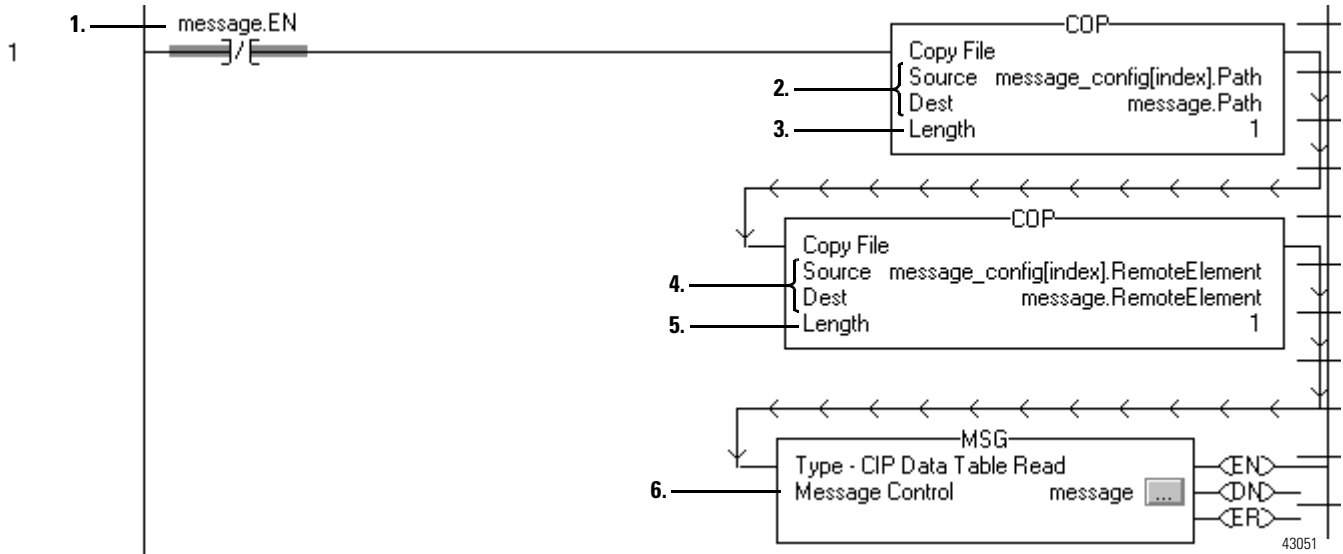 1. message.EN
1
COP
Copy File
2. Source message_config[index].Path
Dest message.Path
3. Length 1
COP
Copy File
4. Source message_config[index].RemoteElement
Dest message.RemoteElement
5. Length 1
MSG
Type - CIP Data Table Read
6. Message Control message ...
EN
DN
ER
43051